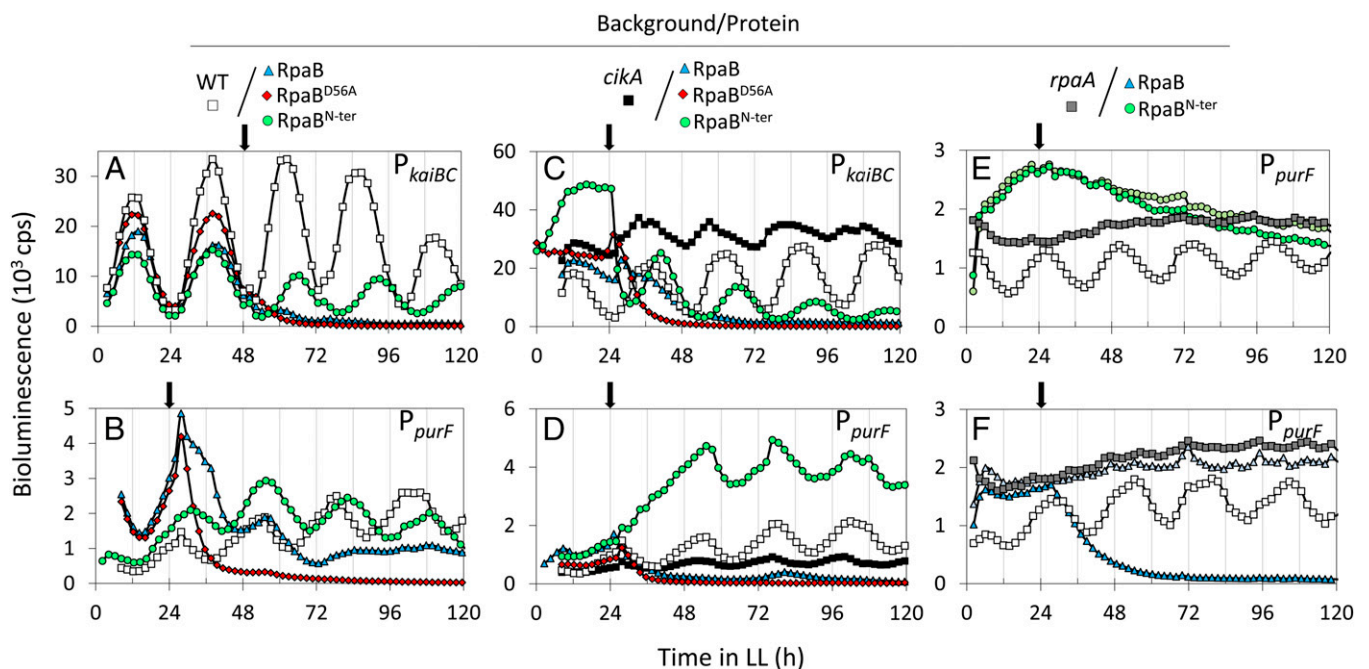 Background/Protein
WT
RpaB
RpaB^D56A
RpaB^N-ter
cikA
RpaB
RpaB^D56A
RpaB^N-ter
rpaA
RpaB
RpaB^N-ter
Bioluminescence (10³ cps)
A
P_kaiBC
30
20
10
0
0 24 48 72 96 120
C
P_kaiBC
60
40
20
0
0 24 48 72 96 120
E
P_purF
3
2
1
0
0 24 48 72 96 120
B
P_purF
5
4
3
2
1
0
0 24 48 72 96 120
D
P_purF
6
4
2
0
0 24 48 72 96 120
F
P_purF
3
2
1
0
0 24 48 72 96 120
Time in LL (h)